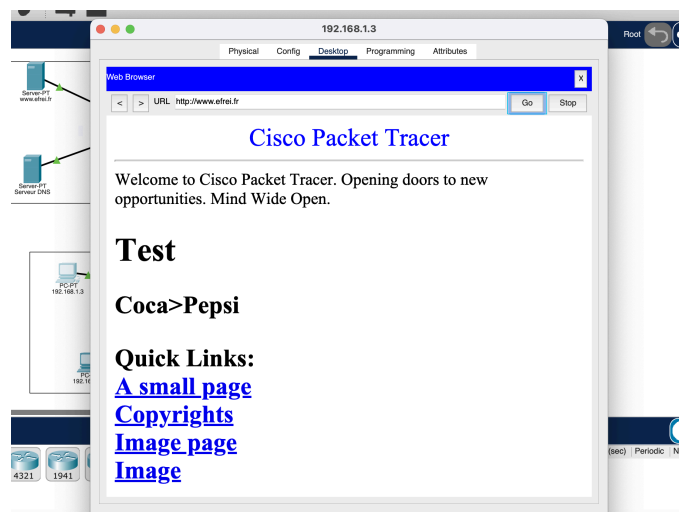 192.168.1.3
Root
Physical Config Desktop Programming Attributes
Web Browser X
< > URL http://www.efrei.fr Go Stop
Server-PT
www.efrei.fr
Cisco Packet Tracer
Welcome to Cisco Packet Tracer. Opening doors to new
opportunities. Mind Wide Open.
Server-PT
Serveur DNS
Test
PC-PT
192.168.1.3
Coca>Pepsi
Quick Links:
A small page
PC-
192.16
Copyrights
Image page
(sec) Periodic N
Image
4321 1941